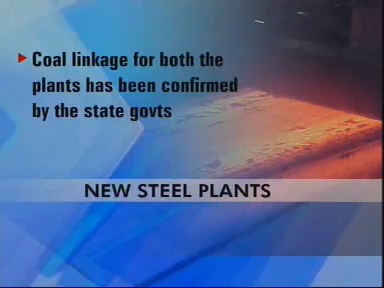 Coal linkage for both the
plants has been confirmed
by the state govts
NEW STEEL PLANTS